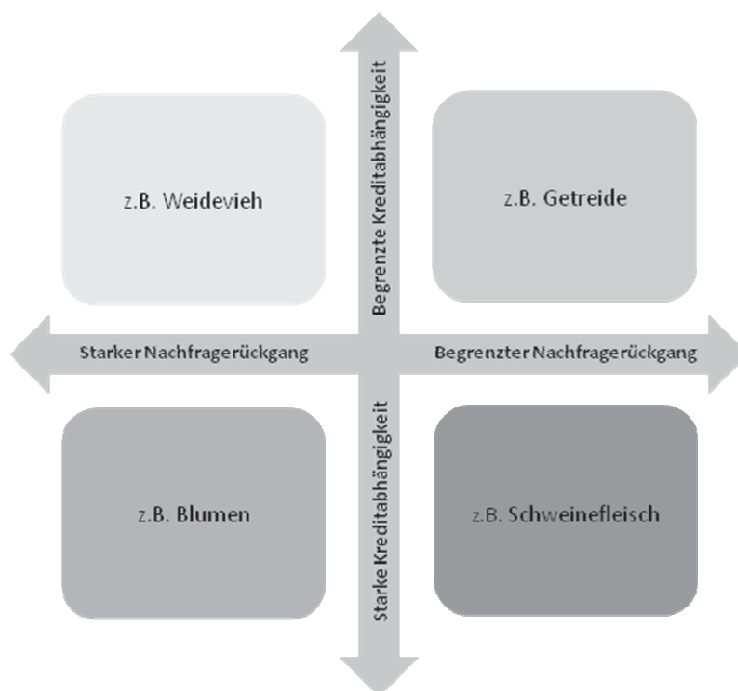 Begrenzte Kreditabhängigkeit
z.B. Weidevieh
z.B. Getreide
Starker Nachfragerückgang
Begrenzter Nachfragerückgang
Starke Kreditabhängigkeit
z.B. Blumen
z.B. Schweinefleisch